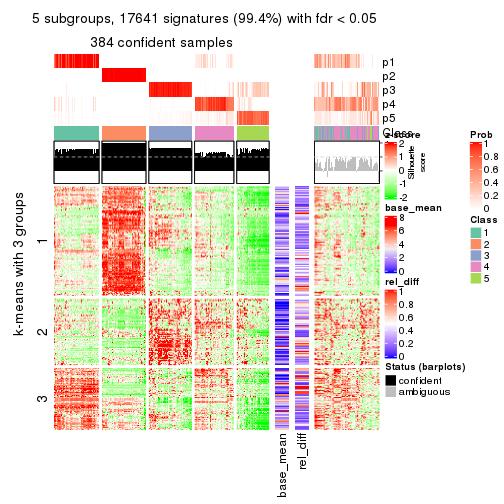 5 subgroups, 17641 signatures (99.4%) with fdr < 0.05
384 confident samples
p1
p2
p3
p4
p5
Class
z-score
2
1
0
-1
-2
Silhouette
score
base_mean
8
6
4
2
0
rel_diff
1
0.8
0.6
0.4
0.2
0
Status (barplots)
confident
ambiguous
Prob
1
0.8
0.6
0.4
0.2
0
Class
1
2
3
4
5
k-means with 3 groups
1
2
3
base_mean
rel_diff